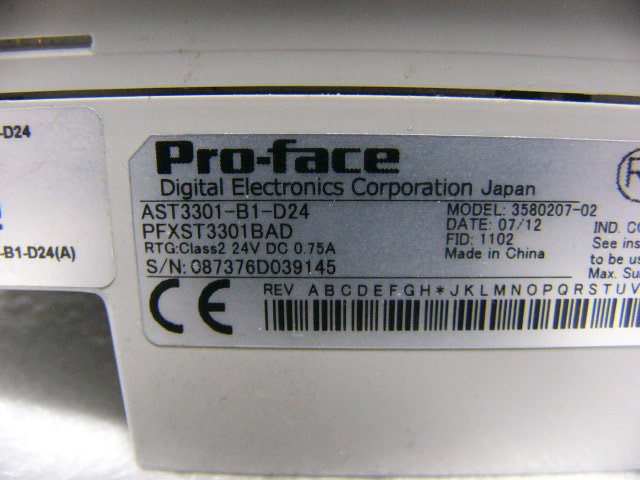 -D24
-B1-D24(A)
Pro-face
Digital Electronics Corporation Japan
AST3301-B1-D24
PFXST3301BAD
RTG:Class2 24V DC 0.75A
S/N: 087376D039145
MODEL: 3580207-02
DATE: 07/12
FID: 1102
Made in China
R
IND. CO
See ins
to be us
Max. Su
CE
REV A B C D E F G H * J K L M N O P Q R S T U V